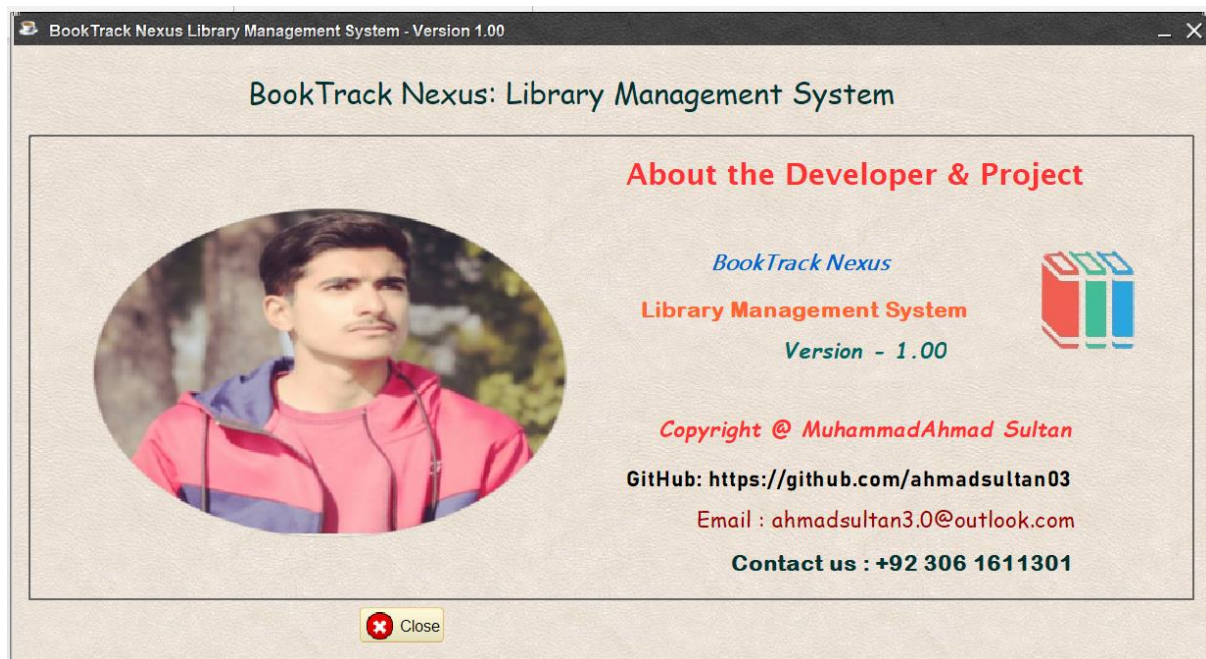 BookTrack Nexus Library Management System - Version 1.00
BookTrack Nexus: Library Management System
About the Developer & Project
BookTrack Nexus
Library Management System
Version - 1.00
Copyright @ MuhammadAhmad Sultan
GitHub: https://github.com/ahmadsultan03
Email : ahmadsultan3.0@outlook.com
Contact us : +92 306 1611301
Close